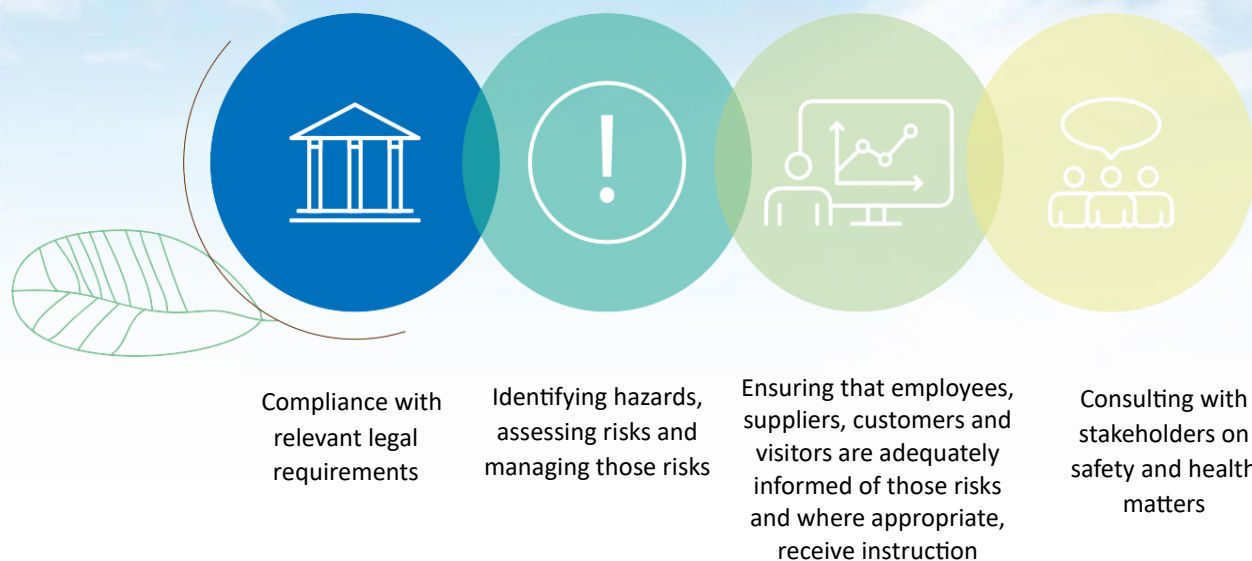 Compliance with
relevant legal
requirements
Identifying hazards,
assessing risks and
managing those risks
Ensuring that employees,
suppliers, customers and
visitors are adequately
informed of those risks
and where appropriate,
receive instruction
Consulting with
stakeholders on
safety and health
matters